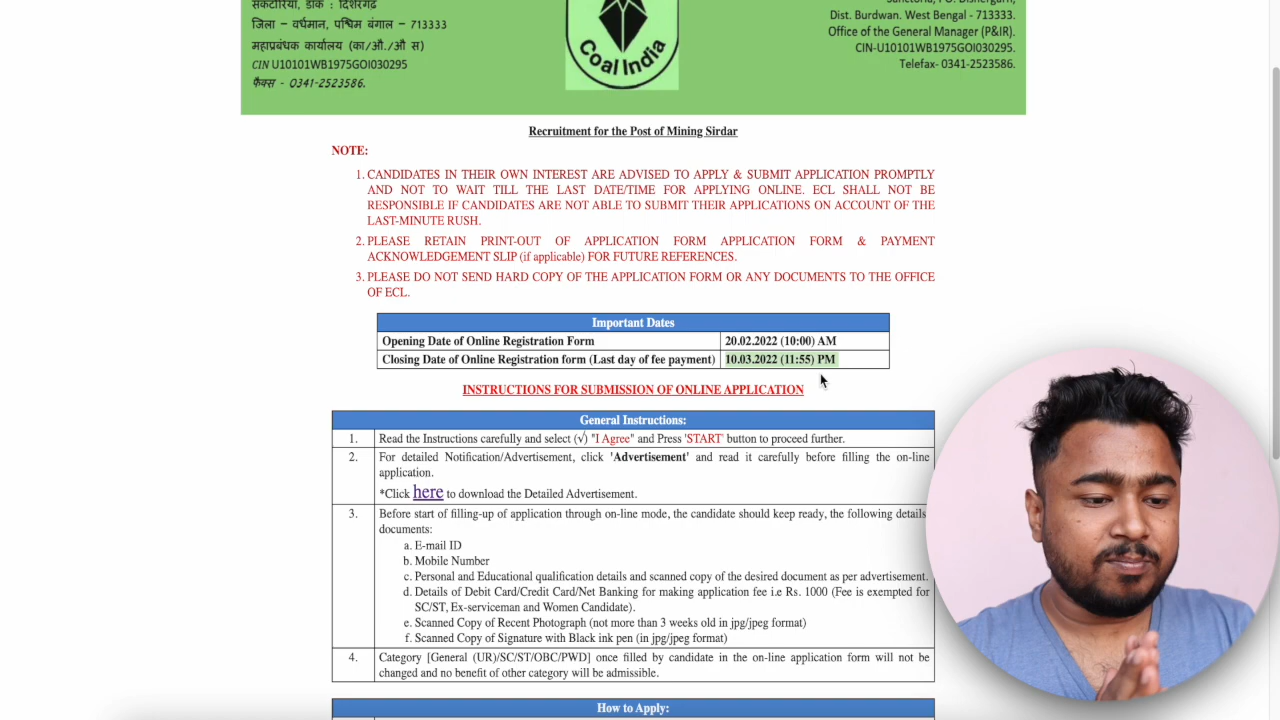 सैंक्टोरिया, डाक : दिशेरगढ़
जिला – वर्धमान, पश्चिम बंगाल – 713333
महाप्रबंधक कार्यालय (का/औ./औ स)
CIN U10101WB1975GOI030295
फैक्स - 0341-2523586.
Coal India
Sanctoria, P.O. Dishergarh,
Dist. Burdwan. West Bengal - 713333.
Office of the General Manager (P&IR).
CIN-U10101WB1975GOI030295.
Telefax- 0341-2523586.
Recruitment for the Post of Mining Sirdar
NOTE:
1. CANDIDATES IN THEIR OWN INTEREST ARE ADVISED TO APPLY & SUBMIT APPLICATION PROMPTLY
AND NOT TO WAIT TILL THE LAST DATE/TIME FOR APPLYING ONLINE. ECL SHALL NOT BE
RESPONSIBLE IF CANDIDATES ARE NOT ABLE TO SUBMIT THEIR APPLICATIONS ON ACCOUNT OF THE
LAST-MINUTE RUSH.
2. PLEASE RETAIN PRINT-OUT OF APPLICATION FORM APPLICATION FORM & PAYMENT
ACKNOWLEDGEMENT SLIP (if applicable) FOR FUTURE REFERENCES.
3. PLEASE DO NOT SEND HARD COPY OF THE APPLICATION FORM OR ANY DOCUMENTS TO THE OFFICE
OF ECL.
Important Dates
Opening Date of Online Registration Form 20.02.2022 (10:00) AM
Closing Date of Online Registration form (Last day of fee payment) 10.03.2022 (11:55) PM
INSTRUCTIONS FOR SUBMISSION OF ONLINE APPLICATION
General Instructions:
1. Read the Instructions carefully and select (√) "I Agree" and Press 'START' button to proceed further.
2. For detailed Notification/Advertisement, click 'Advertisement' and read it carefully before filling the on-line
application.
*Click here to download the Detailed Advertisement.
3. Before start of filling-up of application through on-line mode, the candidate should keep ready, the following details
documents:
a. E-mail ID
b. Mobile Number
c. Personal and Educational qualification details and scanned copy of the desired document as per advertisement.
d. Details of Debit Card/Credit Card/Net Banking for making application fee i.e Rs. 1000 (Fee is exempted for
SC/ST, Ex-serviceman and Women Candidate).
e. Scanned Copy of Recent Photograph (not more than 3 weeks old in jpg/jpeg format)
f. Scanned Copy of Signature with Black ink pen (in jpg/jpeg format)
4. Category [General (UR)/SC/ST/OBC/PWD] once filled by candidate in the on-line application form will not be
changed and no benefit of other category will be admissible.
How to Apply: